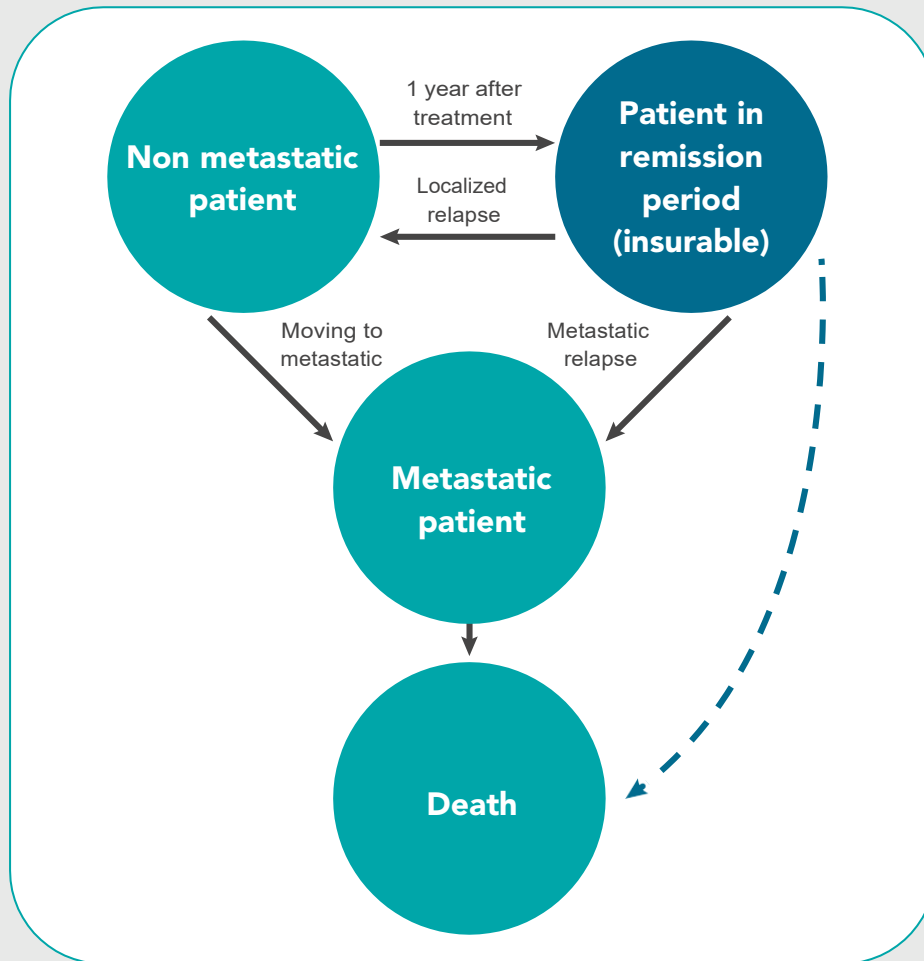 Non metastatic
patient
1 year after
treatment
Patient in
remission
period
(insurable)
Localized
relapse
Moving to
metastatic
Metastatic
relapse
Metastatic
patient
Death